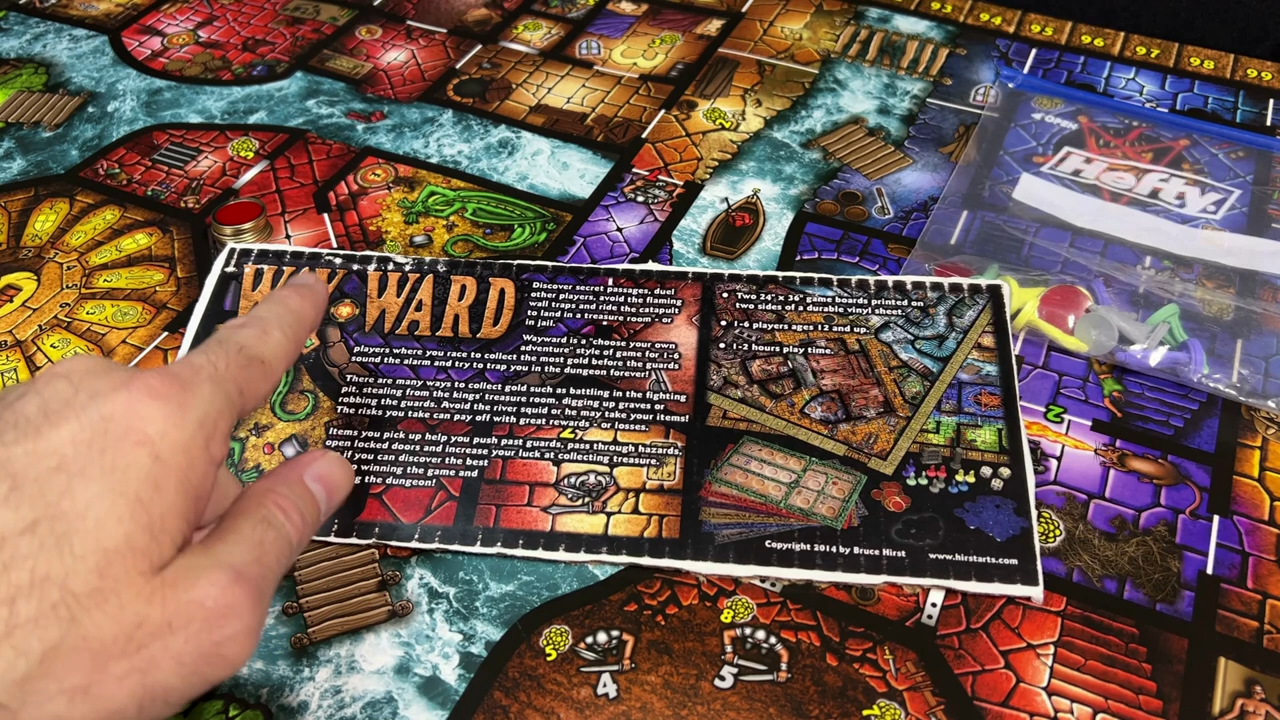 93 94 95 96 97 98 99
OPEN
Hefty
WAYWARD
Discover secret passages, duel
other players, avoid the flaming
wall traps and ride the catapult
to land in a treasure room - or
in jail.
Wayward is a "choose your own
adventure" style of game for 1-6
players where you race to collect the most gold before the guards
sound the alarm and try to trap you in the dungeon forever!
There are many ways to collect gold such as battling in the fighting
pit, stealing from the kings' treasure room, digging up graves or
robbing the guards. Avoid the river squid or he may take your items!
The risks you take can pay off with great rewards - or losses.
Items you pick up help you push past guards, pass through hazards,
open locked doors and increase your luck at collecting treasure.
if you can discover the best
o winning the game and
g the dungeon!
• Two 24" x 36" game boards printed on
two sides of a durable vinyl sheet.
• 1-6 players ages 12 and up.
• 1-2 hours play time.
Copyright 2014 by Bruce Hirst www.hirstarts.com
2
5
4
8
5